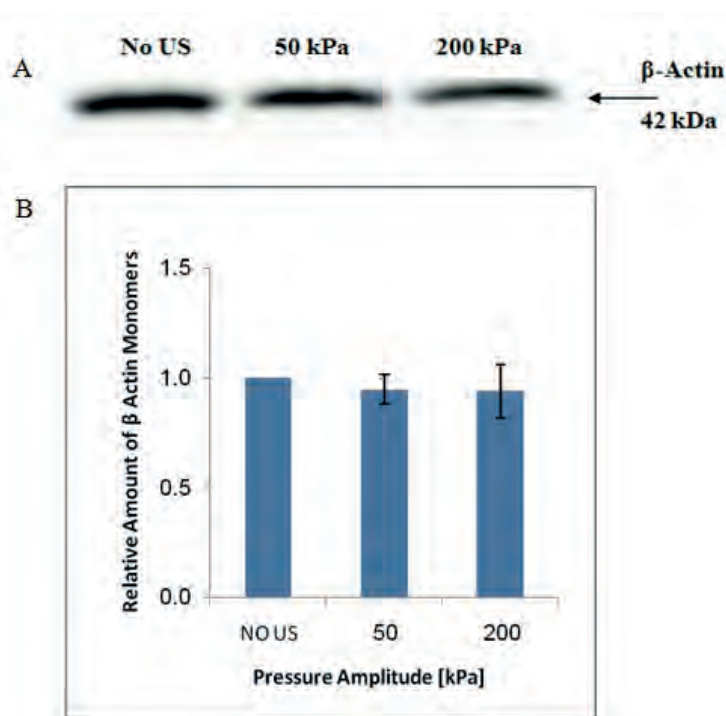 A
No US
50 kPa
200 kPa
β-Actin
42 kDa
B
Relative Amount of β Actin Monomers
1.5
1.0
0.5
0.0
NO US
50
200
Pressure Amplitude [kPa]